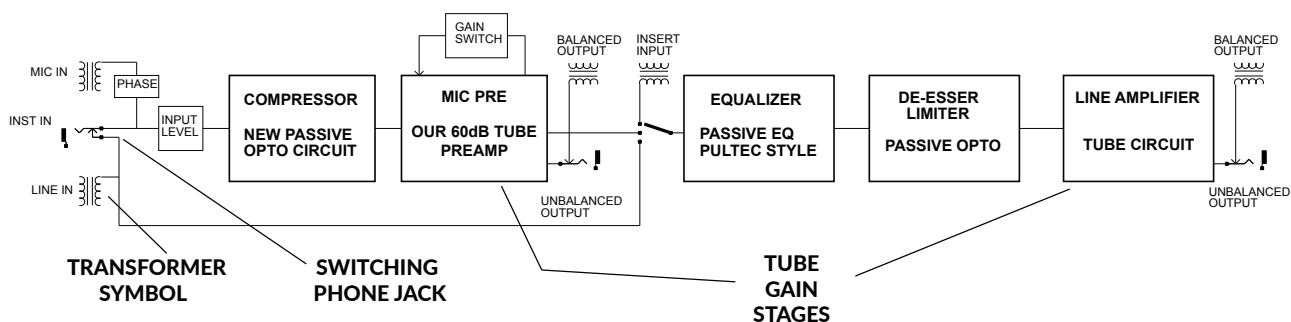 MIC IN
PHASE
INST IN
INPUT
LEVEL
LINE IN
COMPRESSOR
NEW PASSIVE
OPTO CIRCUIT
GAIN
SWITCH
MIC PRE
OUR 60dB TUBE
PREAMP
BALANCED
OUTPUT
UNBALANCED
OUTPUT
INSERT
INPUT
EQUALIZER
PASSIVE EQ
PULTEC STYLE
DE-ESSER
LIMITER
PASSIVE OPTO
LINE AMPLIFIER
TUBE CIRCUIT
BALANCED
OUTPUT
UNBALANCED
OUTPUT
TRANSFORMER
SYMBOL
SWITCHING
PHONE JACK
TUBE
GAIN
STAGES